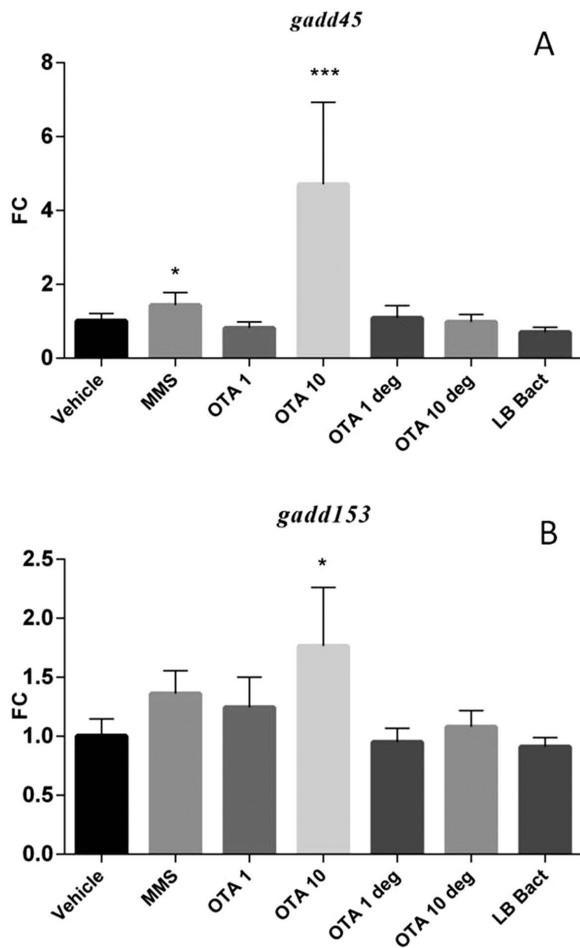 gadd45
A
8
***
6
FC
4
2
*
0
Vehicle
MMS
OTA 1
OTA 10
OTA 1 deg
OTA 10 deg
LB Bact
gadd153
B
2.5
*
2.0
1.5
FC
1.0
0.5
0.0
Vehicle
MMS
OTA 1
OTA 10
OTA 1 deg
OTA 10 deg
LB Bact